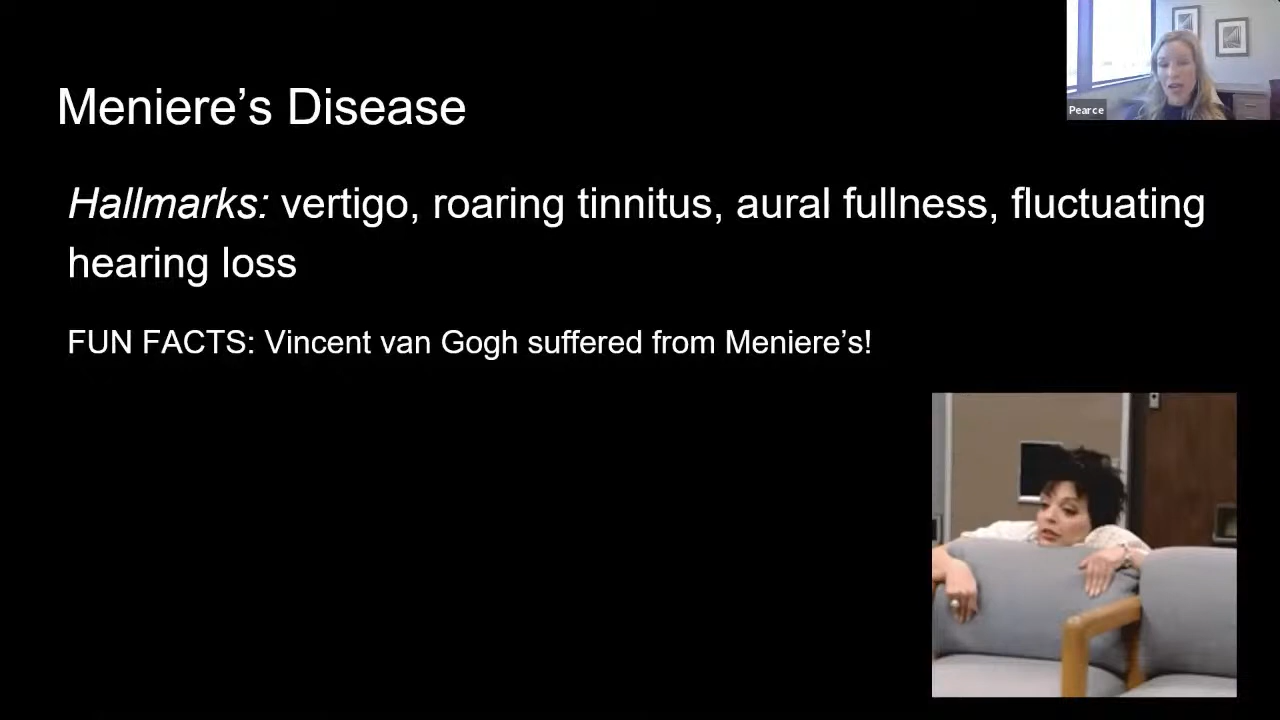 Pearce
Meniere’s Disease
Hallmarks: vertigo, roaring tinnitus, aural fullness, fluctuating
hearing loss
FUN FACTS: Vincent van Gogh suffered from Meniere’s!